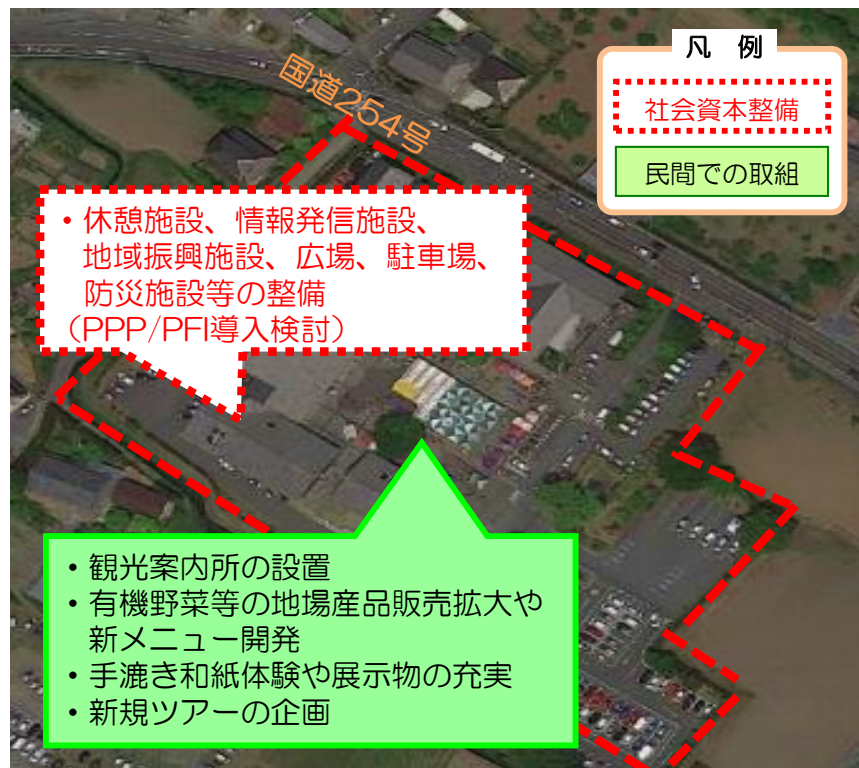 凡 例
社会資本整備
民間での取組
国道254号
・休憩施設、情報発信施設、
地域振興施設、広場、駐車場、
防災施設等の整備
(PPP/PFI導入検討)
・観光案内所の設置
・有機野菜等の地場産品販売拡大や
新メニュー開発
・手漉き和紙体験や展示物の充実
・新規ツアーの企画